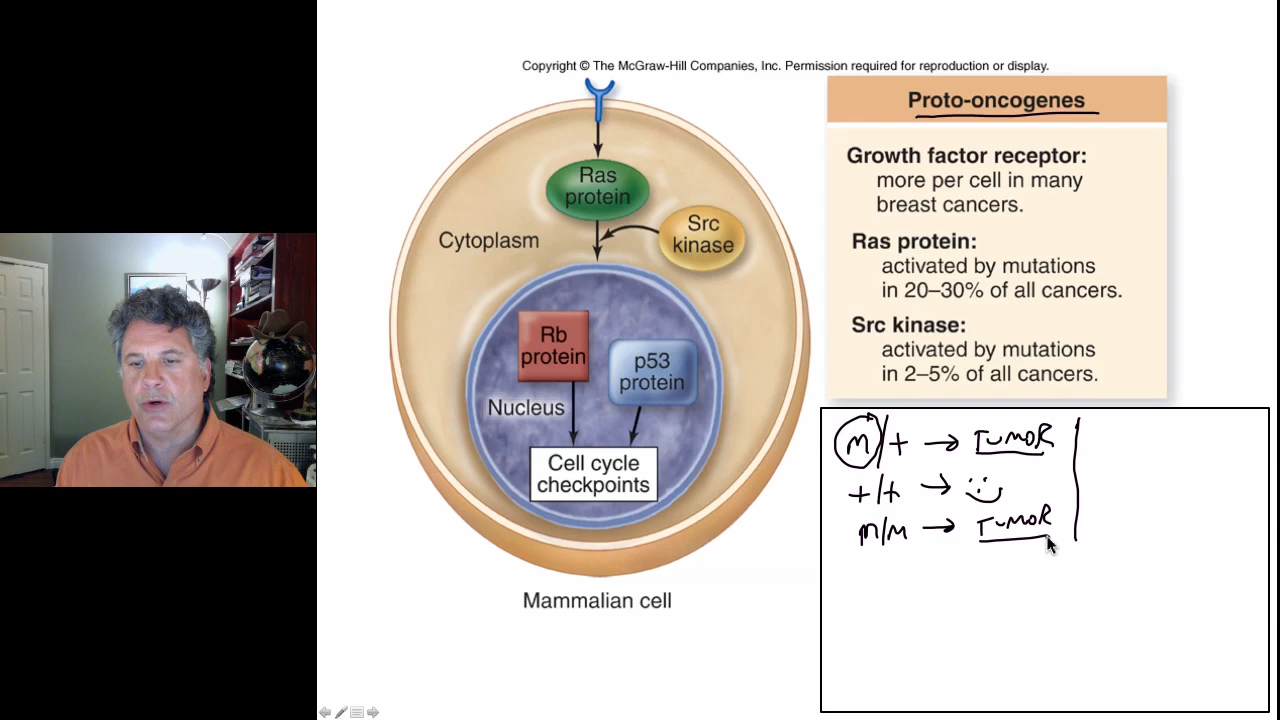 Copyright © The McGraw-Hill Companies, Inc. Permission required for reproduction or display.
Ras
protein
Src
kinase
Cytoplasm
Rb
protein
p53
protein
Nucleus
Cell cycle
checkpoints
Mammalian cell
Proto-oncogenes
Growth factor receptor:
more per cell in many
breast cancers.
Ras protein:
activated by mutations
in 20–30% of all cancers.
Src kinase:
activated by mutations
in 2–5% of all cancers.
m/+ → TUMOR
+/+ → :)
m/m → TUMOR